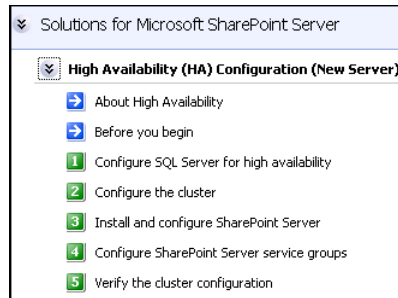 Solutions for Microsoft SharePoint Server
High Availability (HA) Configuration (New Server)
About High Availability
Before you begin
1 Configure SQL Server for high availability
2 Configure the cluster
3 Install and configure SharePoint Server
4 Configure SharePoint Server service groups
5 Verify the cluster configuration